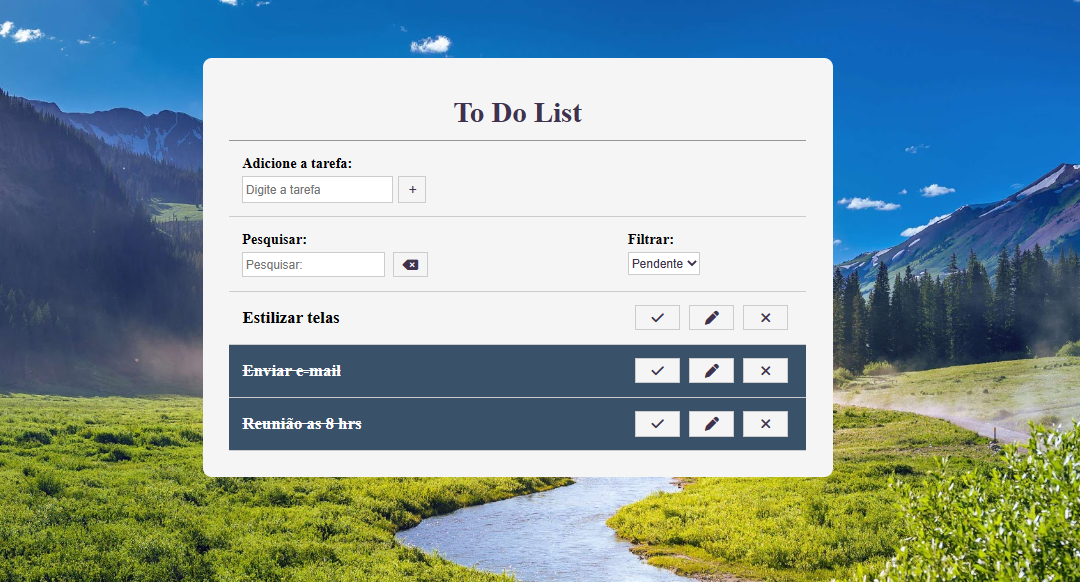 To Do List
Adicione a tarefa:
Digite a tarefa
+
Pesquisar: Filtrar:
Pesquisar: Pendente
Estilizar telas
Enviar e-mail
Reunião as 8 hrs